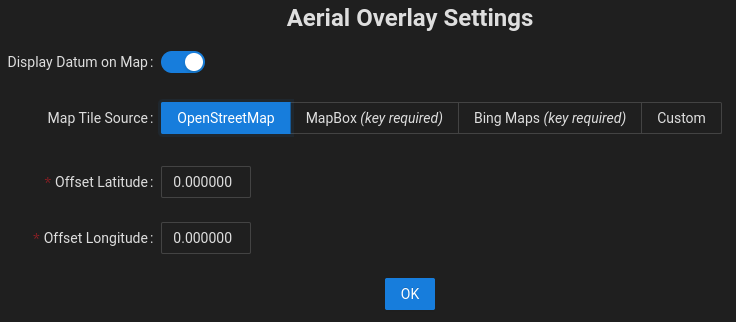 Aerial Overlay Settings
Display Datum on Map:
Map Tile Source: OpenStreetMap MapBox (key required) Bing Maps (key required) Custom
* Offset Latitude: 0.000000
* Offset Longitude: 0.000000
OK